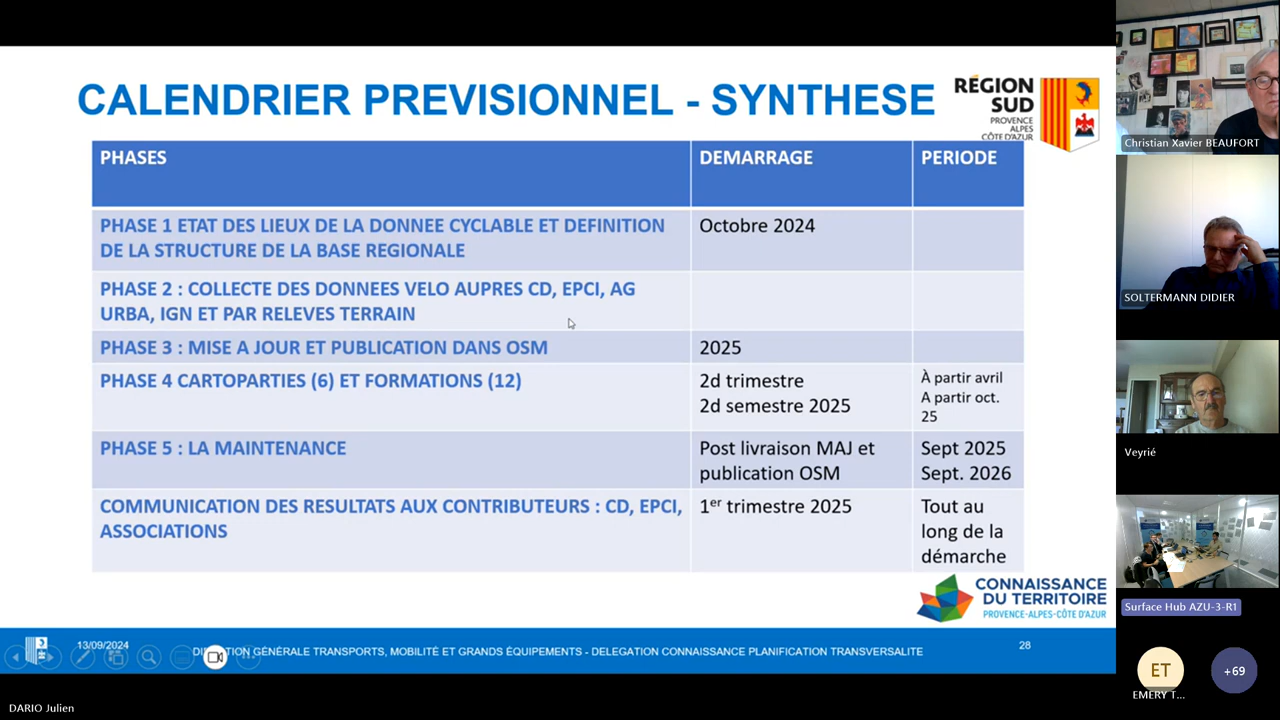 CALENDRIER PREVISIONNEL - SYNTHESE
RÉGION
SUD
PROVENCE
ALPES
CÔTE D'AZUR
PHASES
DEMARRAGE
PERIODE
PHASE 1 ETAT DES LIEUX DE LA DONNEE CYCLABLE ET DEFINITION
DE LA STRUCTURE DE LA BASE REGIONALE
Octobre 2024
PHASE 2 : COLLECTE DES DONNEES VELO AUPRES CD, EPCI, AG
URBA, IGN ET PAR RELEVES TERRAIN
PHASE 3 : MISE A JOUR ET PUBLICATION DANS OSM
2025
PHASE 4 CARTOPARTIES (6) ET FORMATIONS (12)
2d trimestre
2d semestre 2025
À partir avril
A partir oct.
25
PHASE 5 : LA MAINTENANCE
Post livraison MAJ et
publication OSM
Sept 2025
Sept. 2026
COMMUNICATION DES RESULTATS AUX CONTRIBUTEURS : CD, EPCI,
ASSOCIATIONS
1er trimestre 2025
Tout au
long de la
démarche
CONNAISSANCE
DU TERRITOIRE
PROVENCE-ALPES-CÔTE D'AZUR
13/09/2024
TION GÉNÉRALE TRANSPORTS, MOBILITÉ ET GRANDS ÉQUIPEMENTS - DELEGATION CONNAISSANCE PLANIFICATION TRANSVERSALITE
28
DARIO Julien
Christian Xavier BEAUFORT
SOLTERMANN DIDIER
Veyrié
Surface Hub AZU-3-R1
ET
EMERY T...
+69